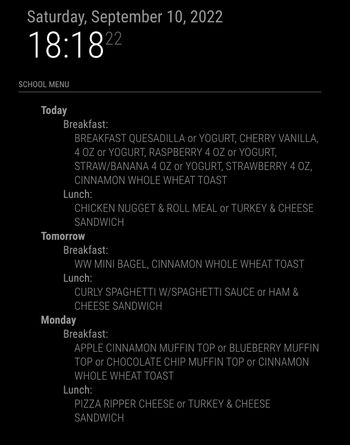 Saturday, September 10, 2022
18:18 22
SCHOOL MENU
Today
Breakfast:
BREAKFAST QUESADILLA or YOGURT, CHERRY VANILLA,
4 OZ or YOGURT, RASPBERRY 4 OZ or YOGURT,
STRAW/BANANA 4 OZ or YOGURT, STRAWBERRY 4 OZ,
CINNAMON WHOLE WHEAT TOAST
Lunch:
CHICKEN NUGGET & ROLL MEAL or TURKEY & CHEESE
SANDWICH
Tomorrow
Breakfast:
WW MINI BAGEL, CINNAMON WHOLE WHEAT TOAST
Lunch:
CURLY SPAGHETTI W/SPAGHETTI SAUCE or HAM &
CHEESE SANDWICH
Monday
Breakfast:
APPLE CINNAMON MUFFIN TOP or BLUEBERRY MUFFIN
TOP or CHOCOLATE CHIP MUFFIN TOP or CINNAMON
WHOLE WHEAT TOAST
Lunch:
PIZZA RIPPER CHEESE or TURKEY & CHEESE
SANDWICH